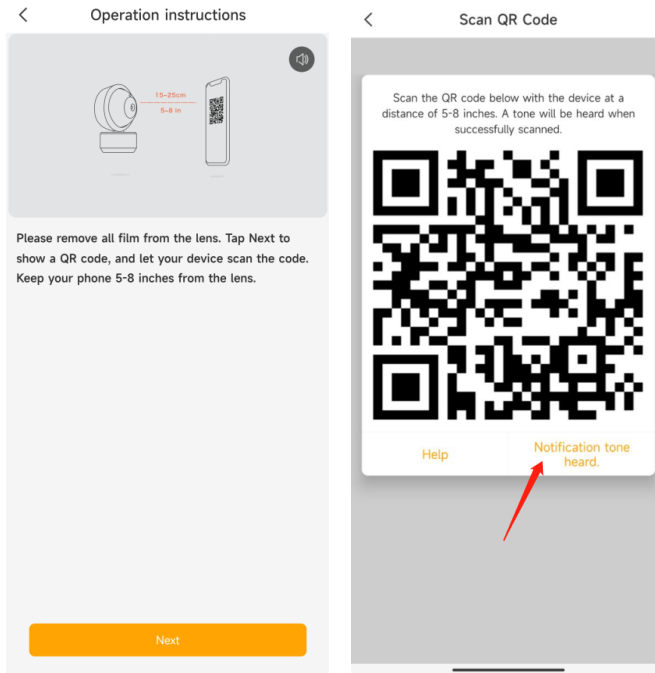 Operation instructions
15-25cm
5-8 in
Please remove all film from the lens. Tap Next to
show a QR code, and let your device scan the code.
Keep your phone 5-8 inches from the lens.
Next
Scan QR Code
Scan the QR code below with the device at a
distance of 5-8 inches. A tone will be heard when
successfully scanned.
Help
Notification tone
heard.